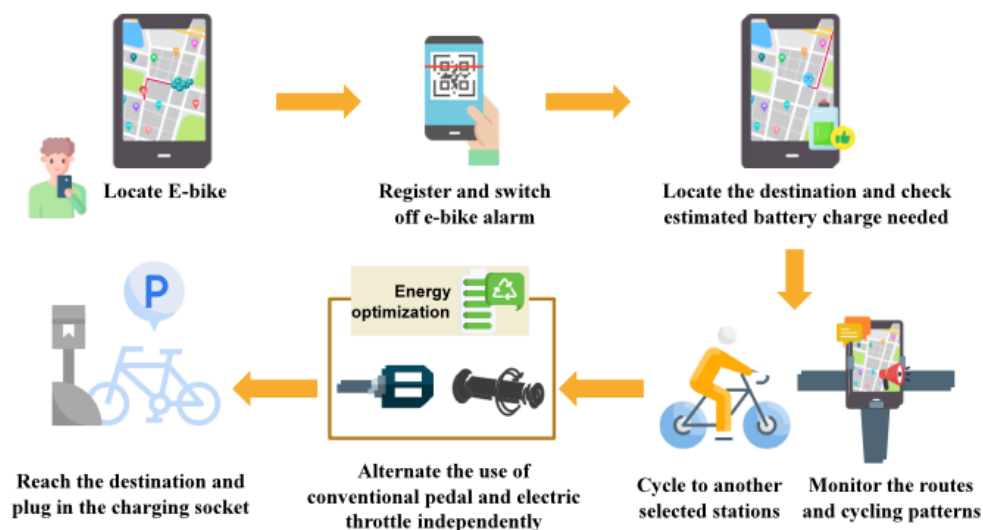 Locate E-bike
Register and switch
off e-bike alarm
Locate the destination and check
estimated battery charge needed
P
Energy
optimization
Reach the destination and
plug in the charging socket
Alternate the use of
conventional pedal and electric
throttle independently
Cycle to another
selected stations
Monitor the routes
and cycling patterns